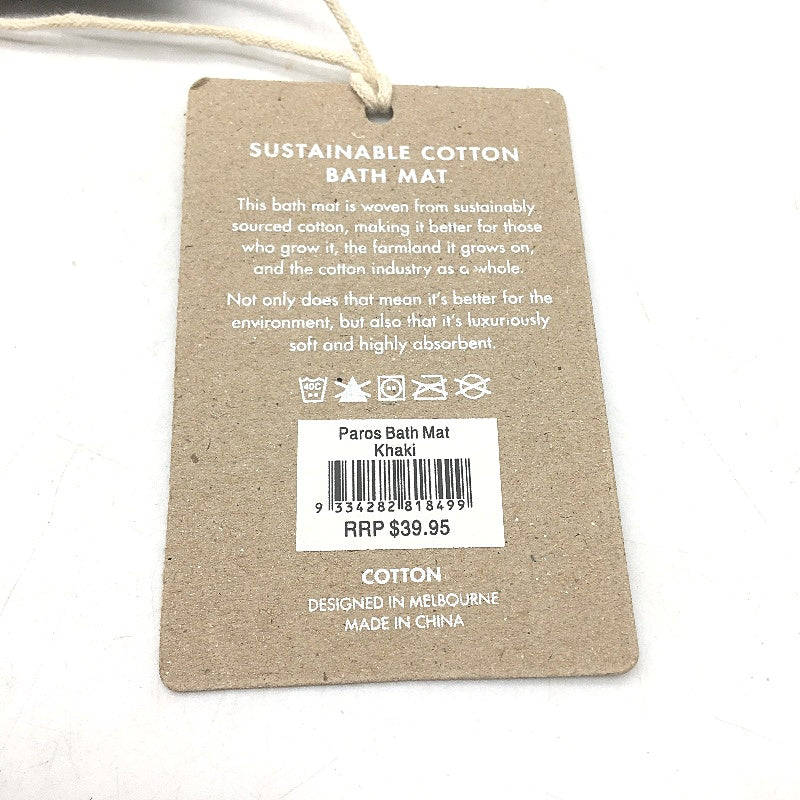 SUSTAINABLE COTTON
BATH MAT
This bath mat is woven from sustainably
sourced cotton, making it better for those
who grow it, the farmland it grows on,
and the cotton industry as a whole.
Not only does that mean it's better for the
environment, but also that it's luxuriously
soft and highly absorbent.
40C
Paros Bath Mat
Khaki
9 334282 818499
RRP $39.95
COTTON
DESIGNED IN MELBOURNE
MADE IN CHINA